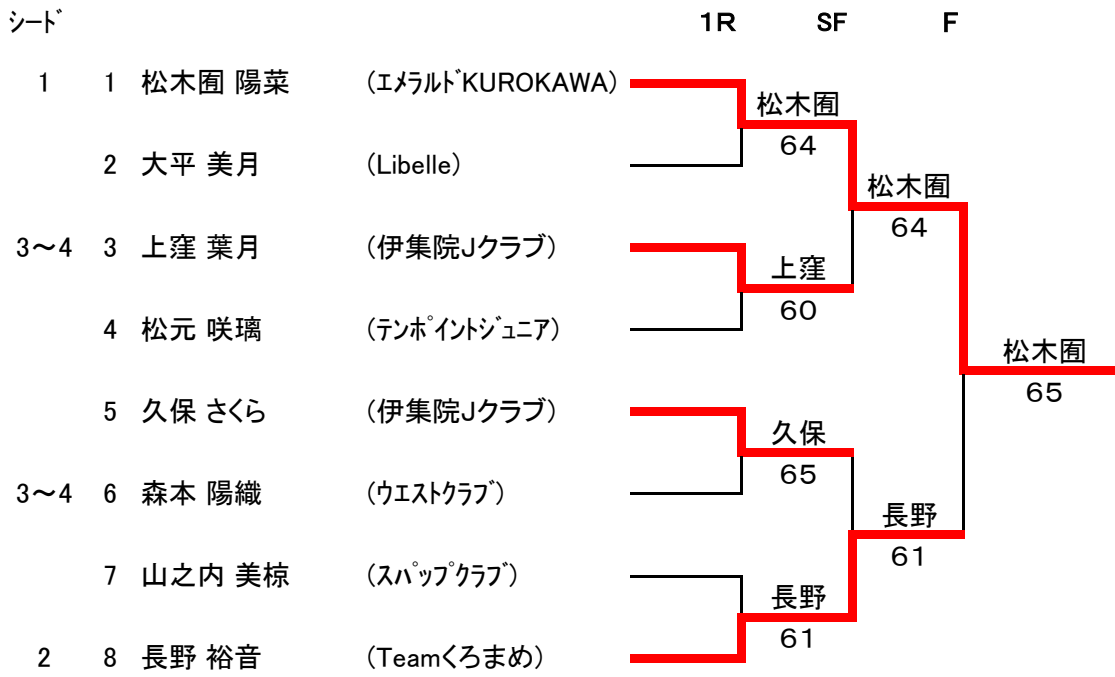 ｼｰﾄﾞ 1R SF F
1 1 松木囿 陽菜 (ｴﾒﾗﾙﾄﾞKUROKAWA)
松木囿
64
2 大平 美月 (Libelle)
松木囿
64
3～4 3 上窪 葉月 (伊集院Jクラブ)
上窪
60
4 松元 咲璃 (ﾃﾝﾎﾟｲﾝﾄｼﾞｭﾆｱ)
松木囿
65
5 久保 さくら (伊集院Jクラブ)
久保
65
3～4 6 森本 陽織 (ｳｴｽﾄｸﾗﾌﾞ)
長野
61
7 山之内 美椋 (ｽﾊﾟｯﾌﾟｸﾗﾌﾞ)
長野
61
2 8 長野 裕音 (Teamくろまめ)